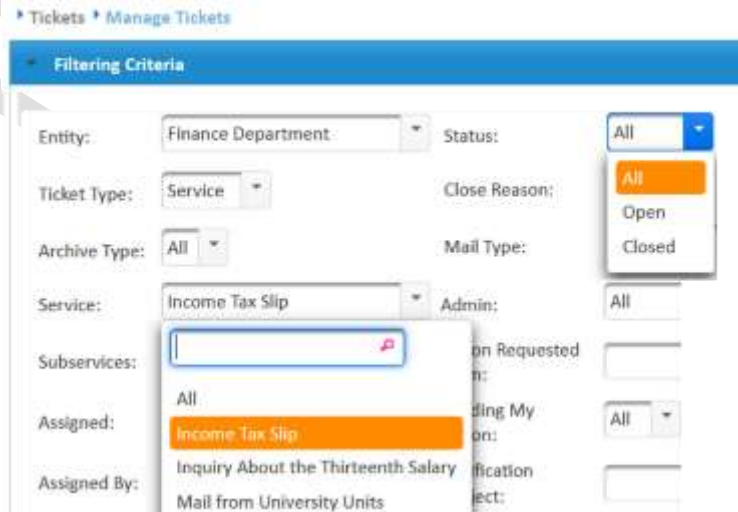 Tickets Manage Tickets
Filtering Criteria
Entity: Finance Department Status: All
All
Ticket Type: Service Close Reason:
Open
Archive Type: All Mail Type: Closed
Service: Income Tax Slip Admin: All
Subservices: on Requested
All
Assigned: ding My All
Income Tax Slip on:
Inquiry About the Thirteenth Salary fication
Assigned By: ect:
Mail from University Units